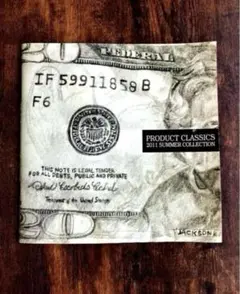 FEDERAL
20
IF 59911858 B
F6
PRODUCT CLASSICS
2011 SUMMER COLLECTION
THIS NOTE IS LEGAL TENDER
FOR ALL DEBTS, PUBLIC AND PRIVATE
JACKSON